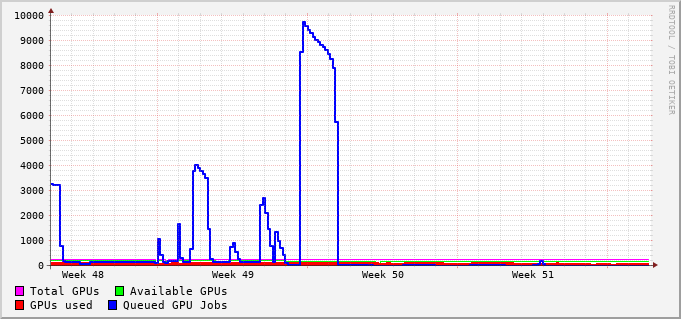 10000
9000
8000
7000
6000
5000
4000
3000
2000
1000
0
Week 48 Week 49 Week 50 Week 51
Total GPUs Available GPUs
GPUs used Queued GPU Jobs
RRDTOOL / TOBI OETIKER